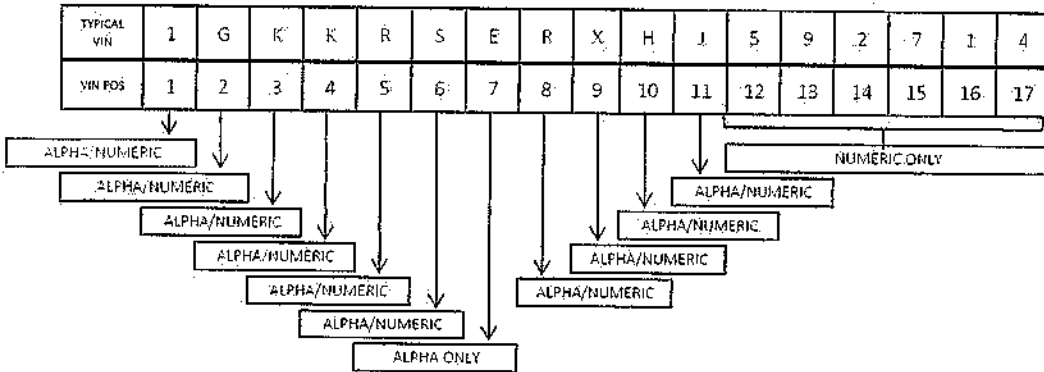 TYPICAL VIN 1 G K K R S E R X H J 5 9 2 7 1 4
VIN POS 1 2 3 4 5 6 7 8 9 10 11 12 13 14 15 16 17
ALPHA/NUMERIC
NUMERIC ONLY
ALPHA/NUMERIC
ALPHA/NUMERIC
ALPHA/NUMERIC
ALPHA/NUMERIC
ALPHA/NUMERIC
ALPHA/NUMERIC
ALPHA/NUMERIC
ALPHA/NUMERIC
ALPHA/NUMERIC
ALPHA ONLY